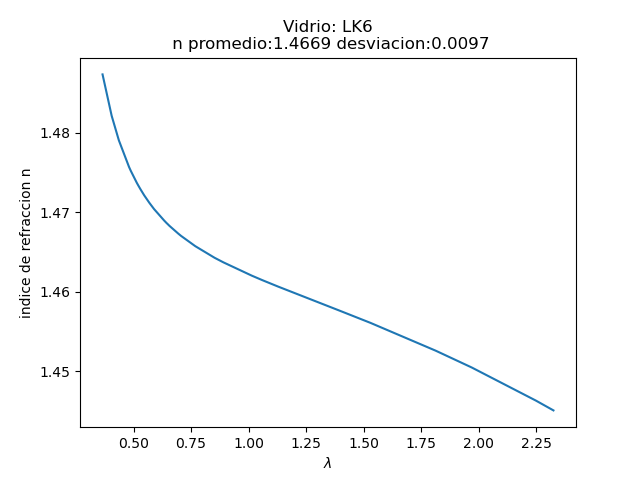 Vidrio: LK6
n promedio:1.4669 desviacion:0.0097
indice de refraccion n
1.48
1.47
1.46
1.45
0.50 0.75 1.00 1.25 1.50 1.75 2.00 2.25
λ